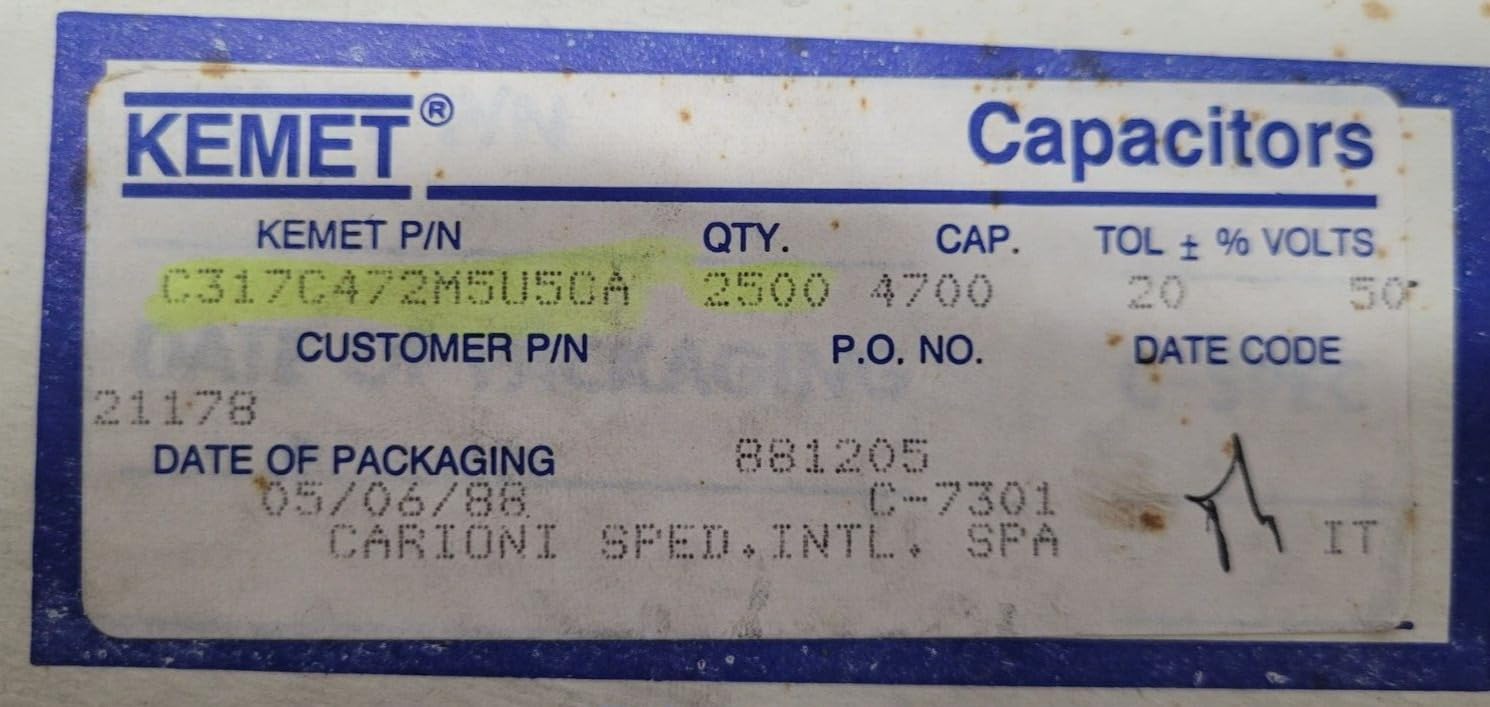 KEMET® Capacitors
KEMET P/N QTY. CAP. TOL ± % VOLTS
C317C472M5U5CA 2500 4700 20 50
CUSTOMER P/N P.O. NO. DATE CODE
21178
DATE OF PACKAGING 881205
05/06/88 C-7301
CARIONI SPED.INTL. SPA IT